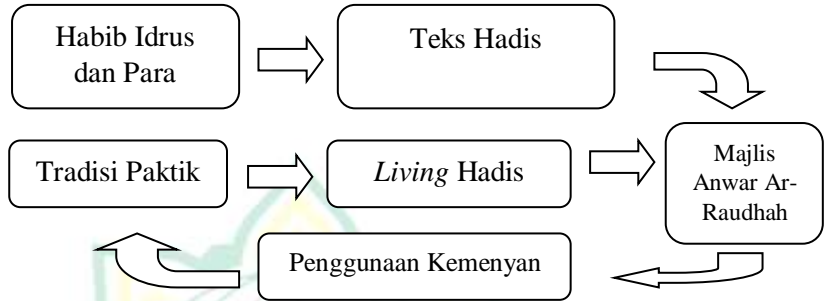 Habib Idrus
dan Para
Teks Hadis
Tradisi Paktik
Living Hadis
Majlis
Anwar Ar-
Raudhah
Penggunaan Kemenyan